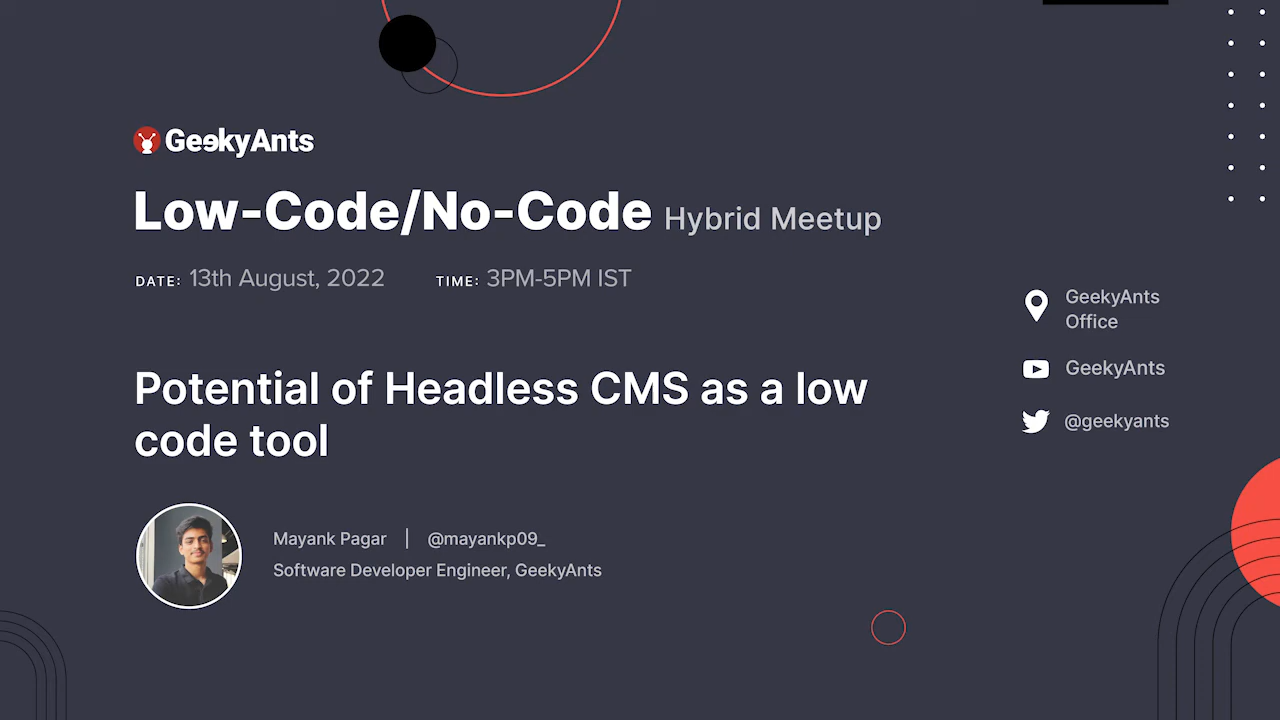 GeekyAnts
Low-Code/No-Code Hybrid Meetup
DATE: 13th August, 2022 TIME: 3PM-5PM IST
GeekyAnts
Office
GeekyAnts
@geekyants
Potential of Headless CMS as a low
code tool
Mayank Pagar | @mayankp09_
Software Developer Engineer, GeekyAnts